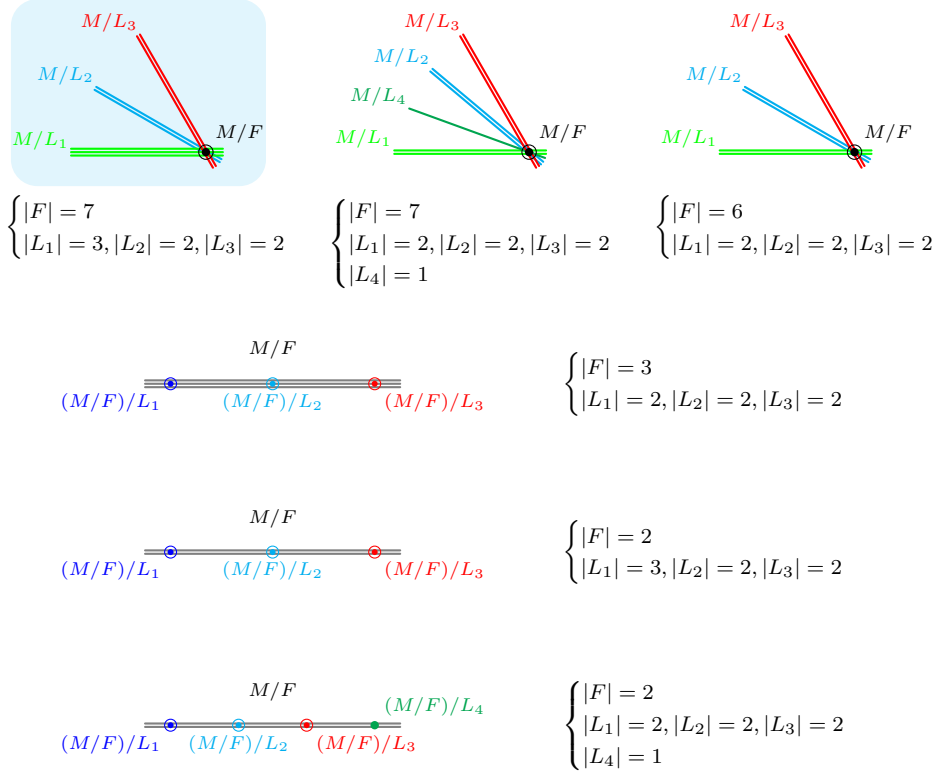 M/L₃ M/L₃ M/L₃
M/L₂ M/L₂ M/L₂
M/L₄
M/L₁ M/F M/L₁ M/F M/L₁ M/F
|F| = 7
|L₁| = 3, |L₂| = 2, |L₃| = 2
|F| = 7
|L₁| = 2, |L₂| = 2, |L₃| = 2
|L₄| = 1
|F| = 6
|L₁| = 2, |L₂| = 2, |L₃| = 2
M/F
(M/F)/L₁ (M/F)/L₂ (M/F)/L₃
|F| = 3
|L₁| = 2, |L₂| = 2, |L₃| = 2
M/F
(M/F)/L₁ (M/F)/L₂ (M/F)/L₃
|F| = 2
|L₁| = 3, |L₂| = 2, |L₃| = 2
M/F
(M/F)/L₄
(M/F)/L₁ (M/F)/L₂ (M/F)/L₃
|F| = 2
|L₁| = 2, |L₂| = 2, |L₃| = 2
|L₄| = 1